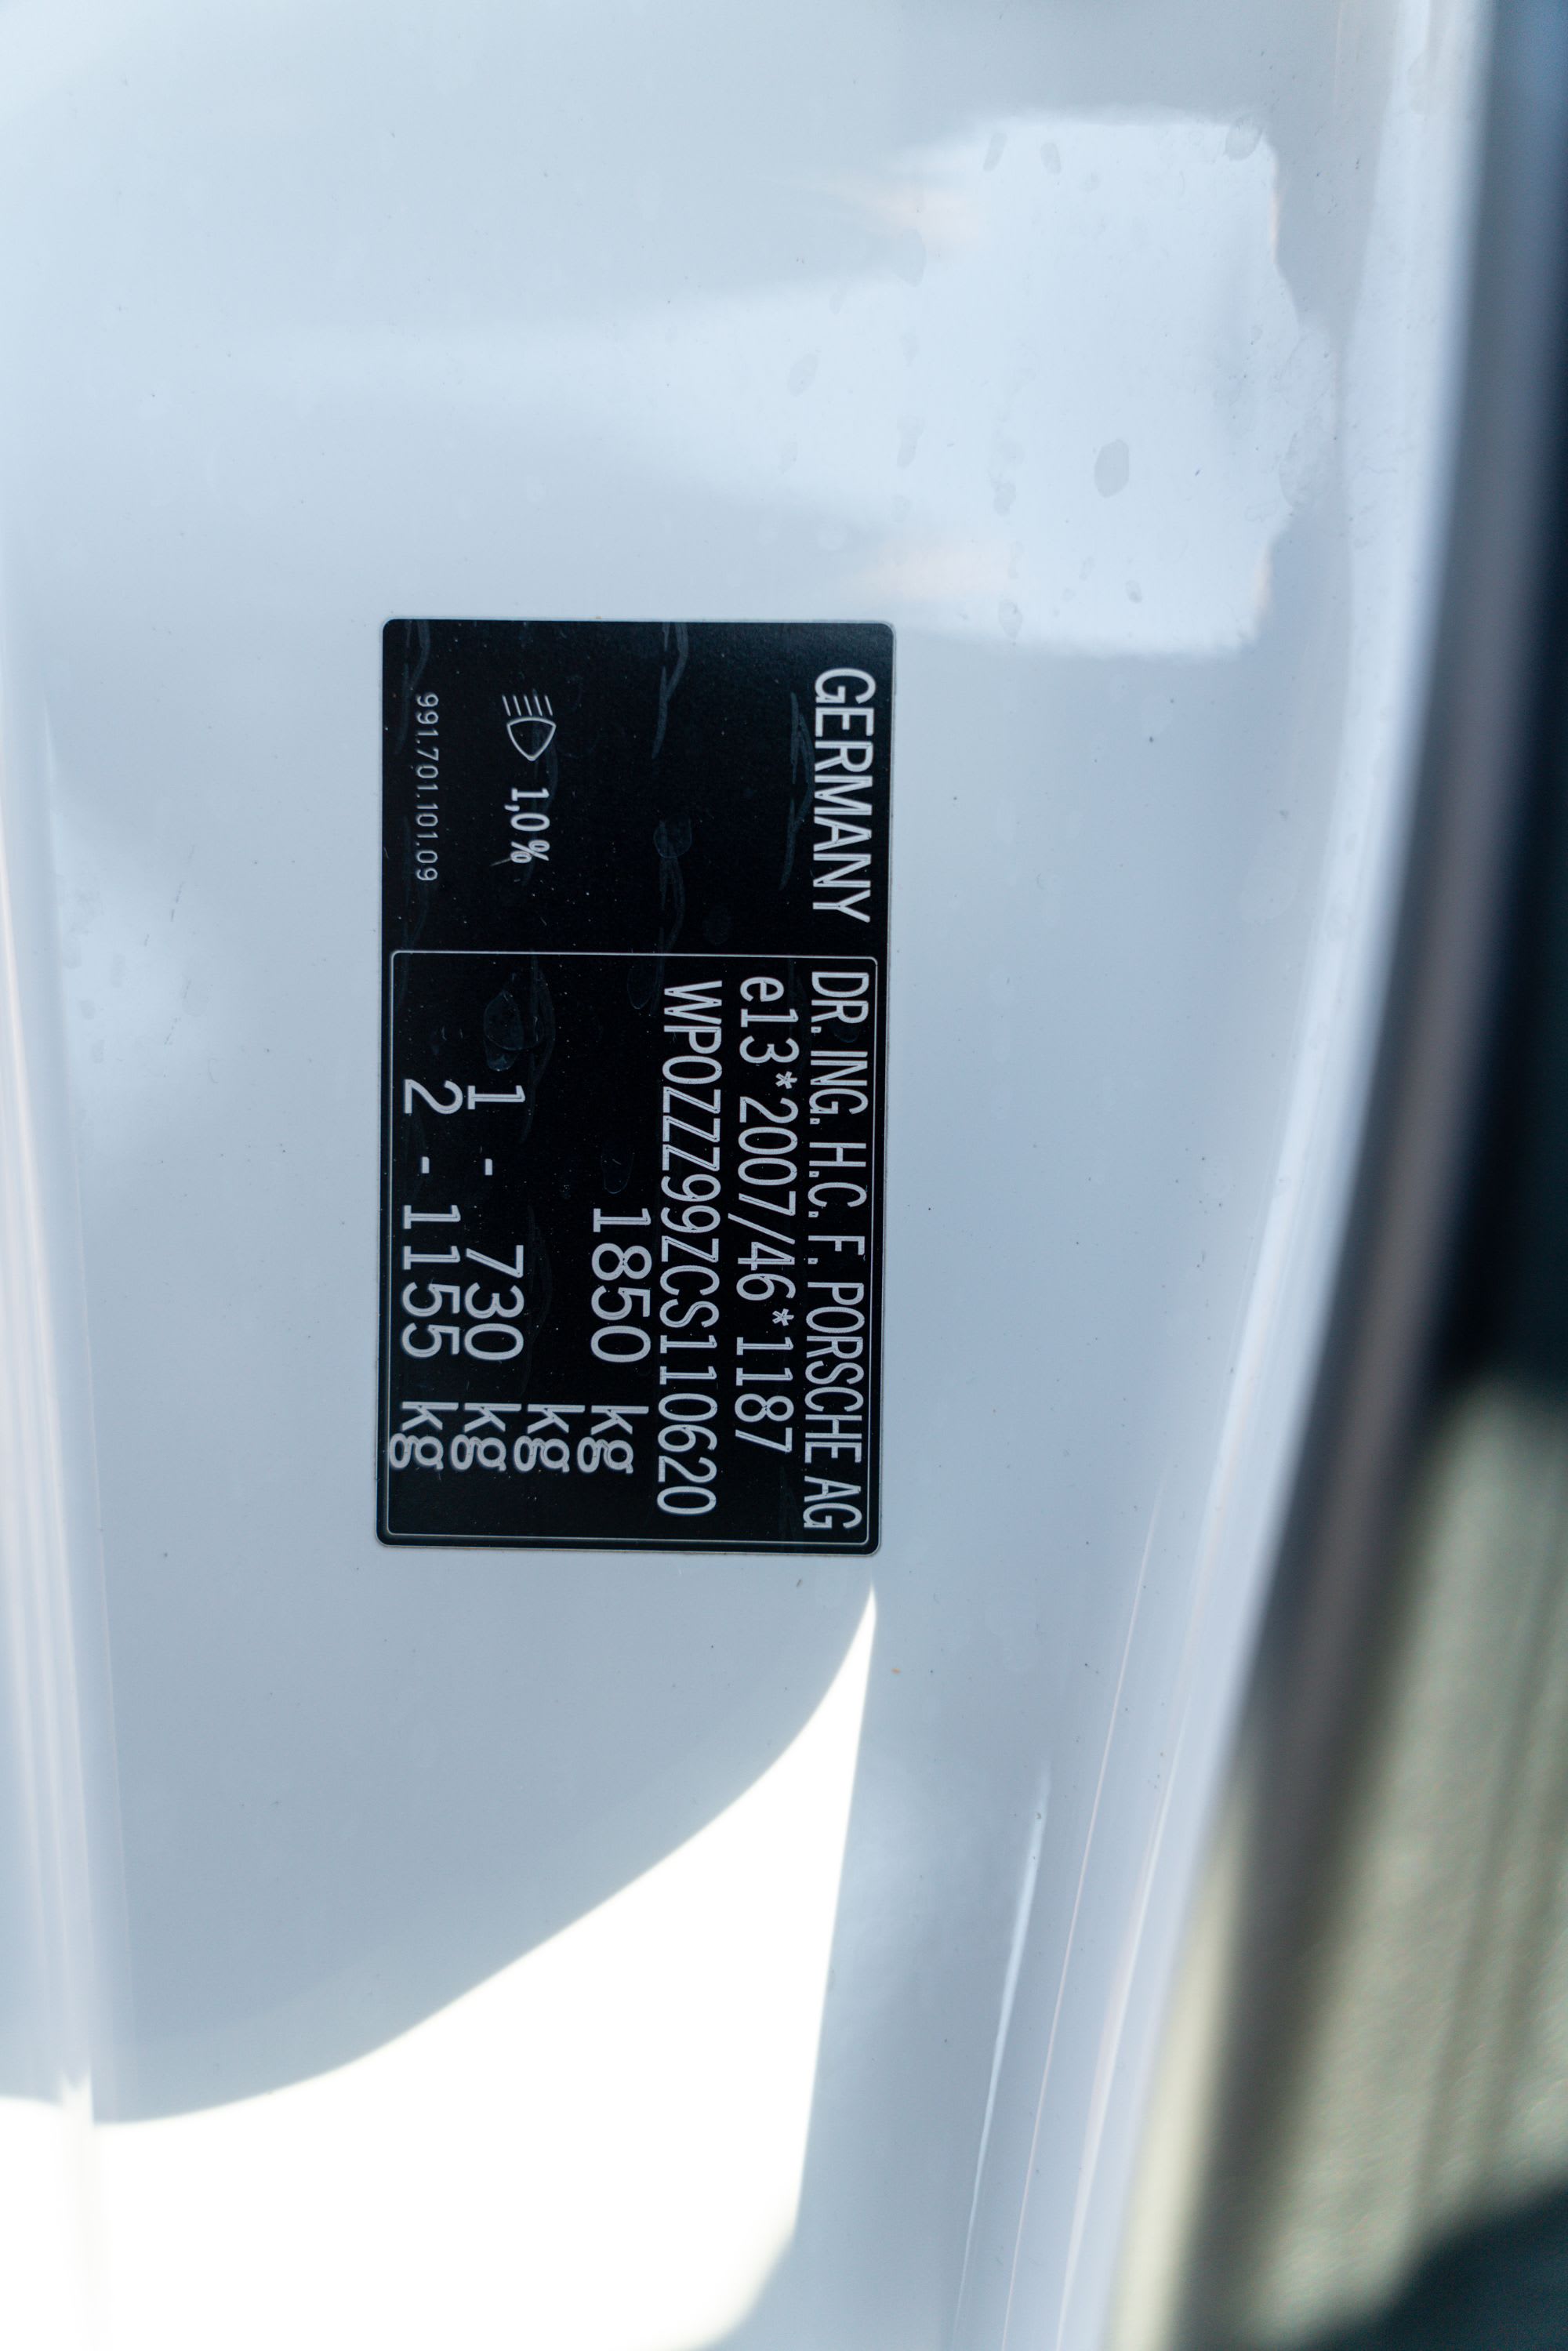 GERMANY
1,0 %
991.701.101.09
DR. ING. H.C. F. PORSCHE AG
e13*2007/46*1187
WP0ZZZ99ZCS110620
1850 kg
kg
1 - 730 kg
2 - 1155 kg